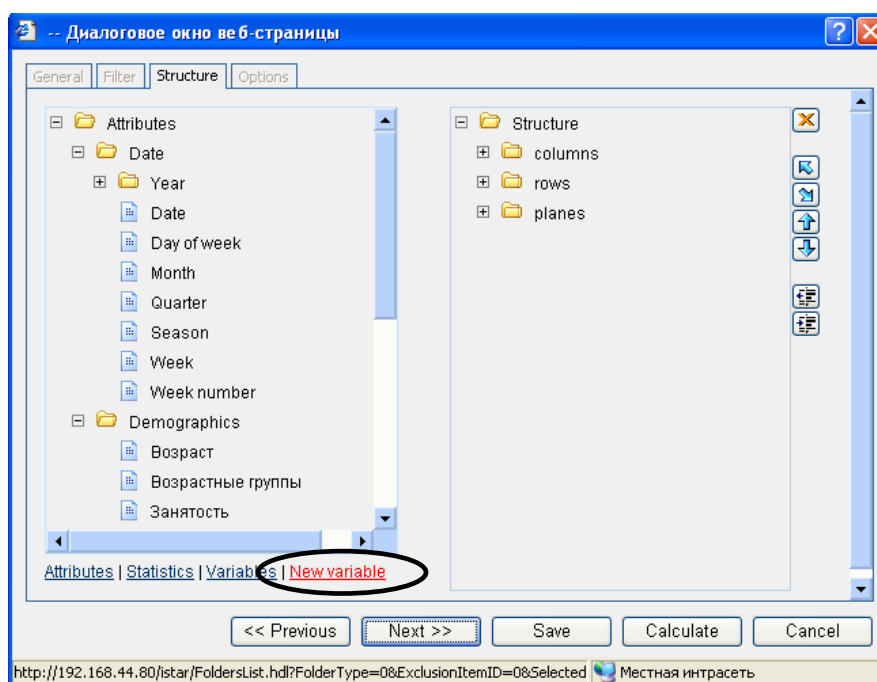 -- Диалоговое окно веб-страницы
General Filter Structure Options
Attributes
Date
Year
Date
Day of week
Month
Quarter
Season
Week
Week number
Demographics
Возраст
Возрастные группы
Занятость
Structure
columns
rows
planes
Attributes | Statistics | Variables | New variable
<< Previous Next >> Save Calculate Cancel
http://192.168.44.80/istar/FoldersList.hdl?FolderType=0&ExclusionItemID=0&Selected Местная интрасеть